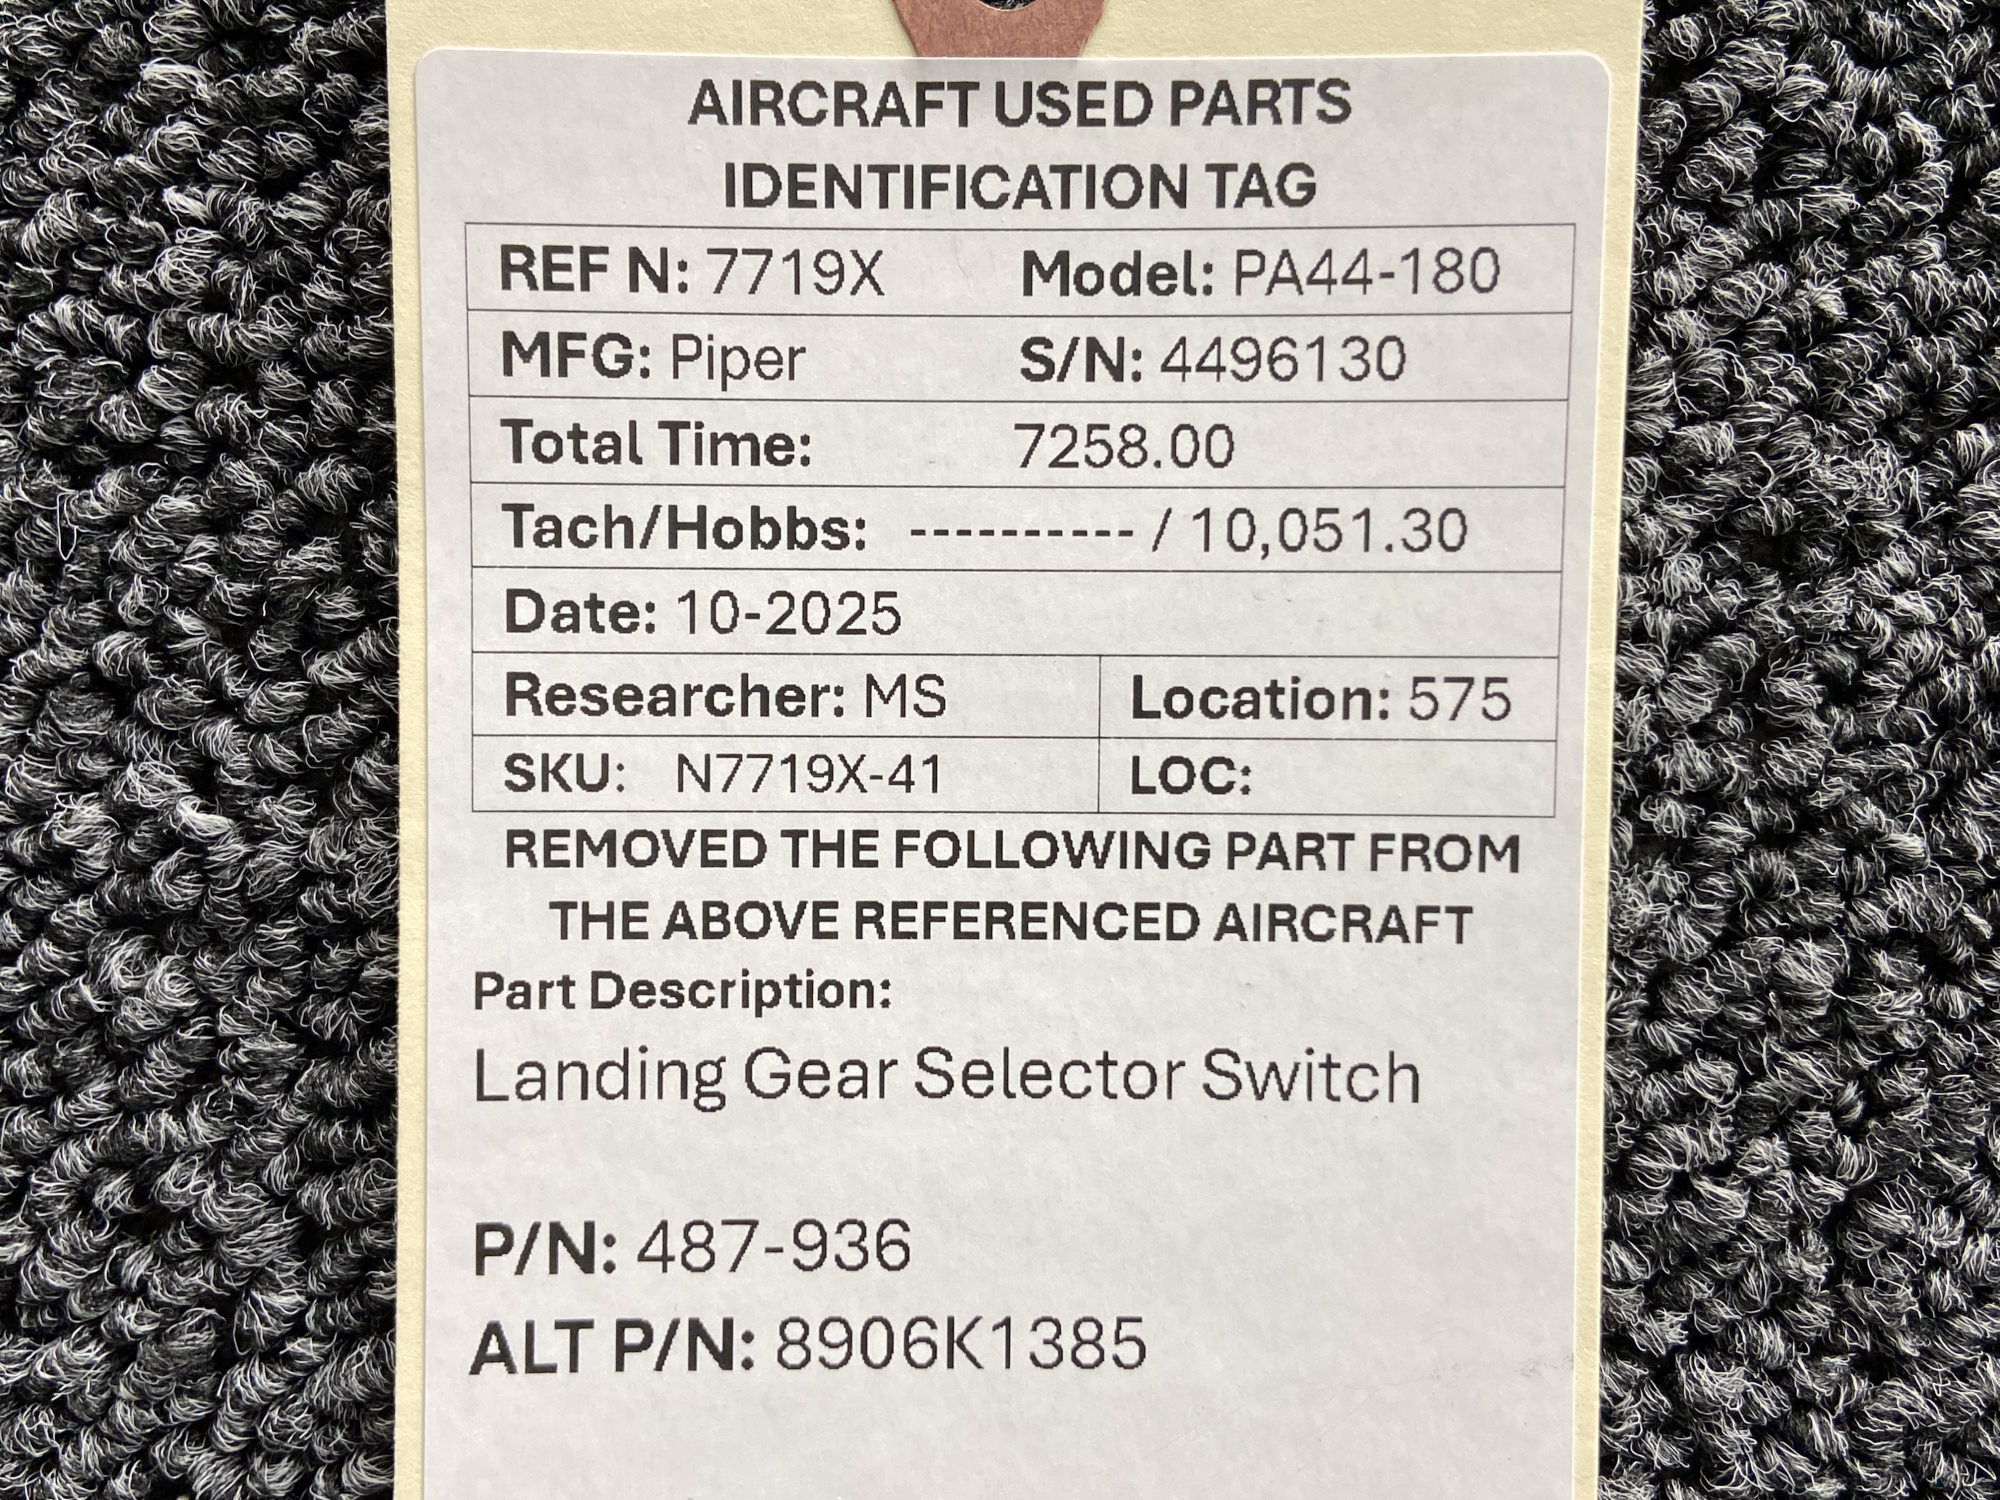 AIRCRAFT USED PARTS
IDENTIFICATION TAG
REF N: 7719X Model: PA44-180
MFG: Piper S/N: 4496130
Total Time: 7258.00
Tach/Hobbs: ---------- / 10,051.30
Date: 10-2025
Researcher: MS Location: 575
SKU: N7719X-41 LOC:
REMOVED THE FOLLOWING PART FROM
THE ABOVE REFERENCED AIRCRAFT
Part Description:
Landing Gear Selector Switch
P/N: 487-936
ALT P/N: 8906K1385